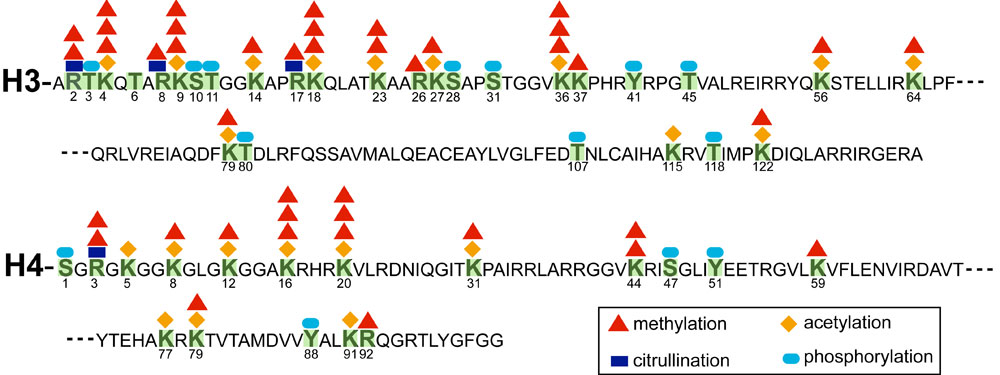 H3-ARTKQTARKSTGGKAPRKQLATKAARKSAPSTGGVKKPHRYRPGTVALREIRRYQKSTELLIRKLPF---
2 3 4 6 8 9 10 11 14 17 18 23 26 27 28 31 36 37 41 45 56 64
---QRLVREIAQDFKTDLRFQSSAVMALQEACEAYLVGLFEDTNLCAIHAKRVTIMPKDIQLARRIRGERA
79 80 107 115 118 122
H4-SGRGKGGKGLGKGGAKRHRKVLRDNIQGITKPAIRRLARRGGVKRISGLIYEETRGVLKVFLENVIRDAVT---
1 3 5 8 12 16 20 31 44 47 51 59
---YTEHAKRKTVTAMDVVYALKRQGRTLYGFGG
77 79 88 91 92
methylation acetylation
citrullination phosphorylation